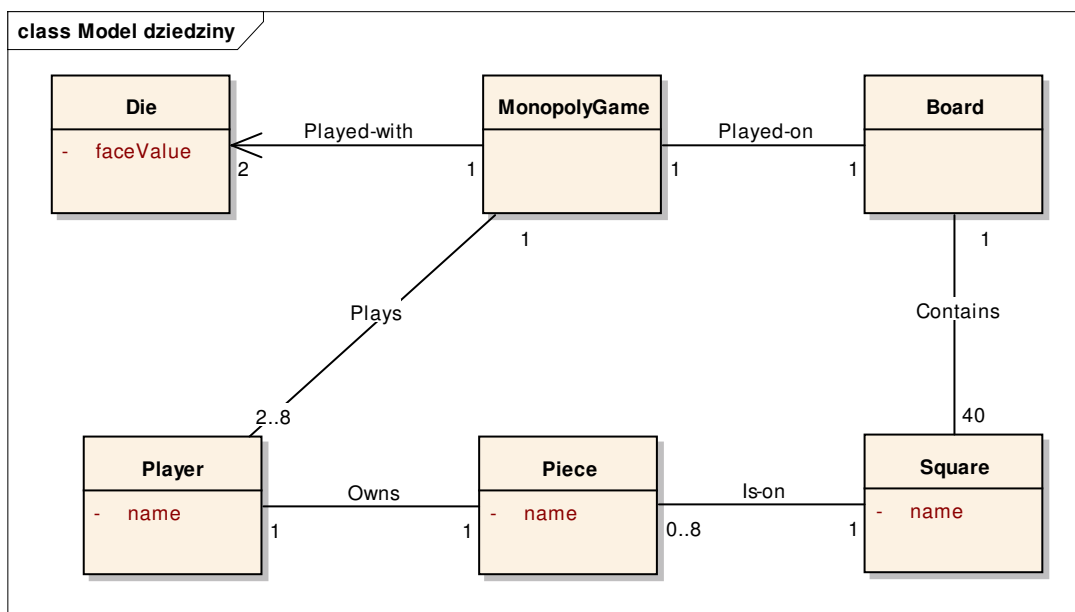 class Model dziedziny
Die
- faceValue
Played-with
2
1
MonopolyGame
Played-on
1
1
Board
1
Plays
2..8
1
Contains
40
Player
- name
Owns
1
1
Piece
- name
Is-on
0..8
1
Square
- name